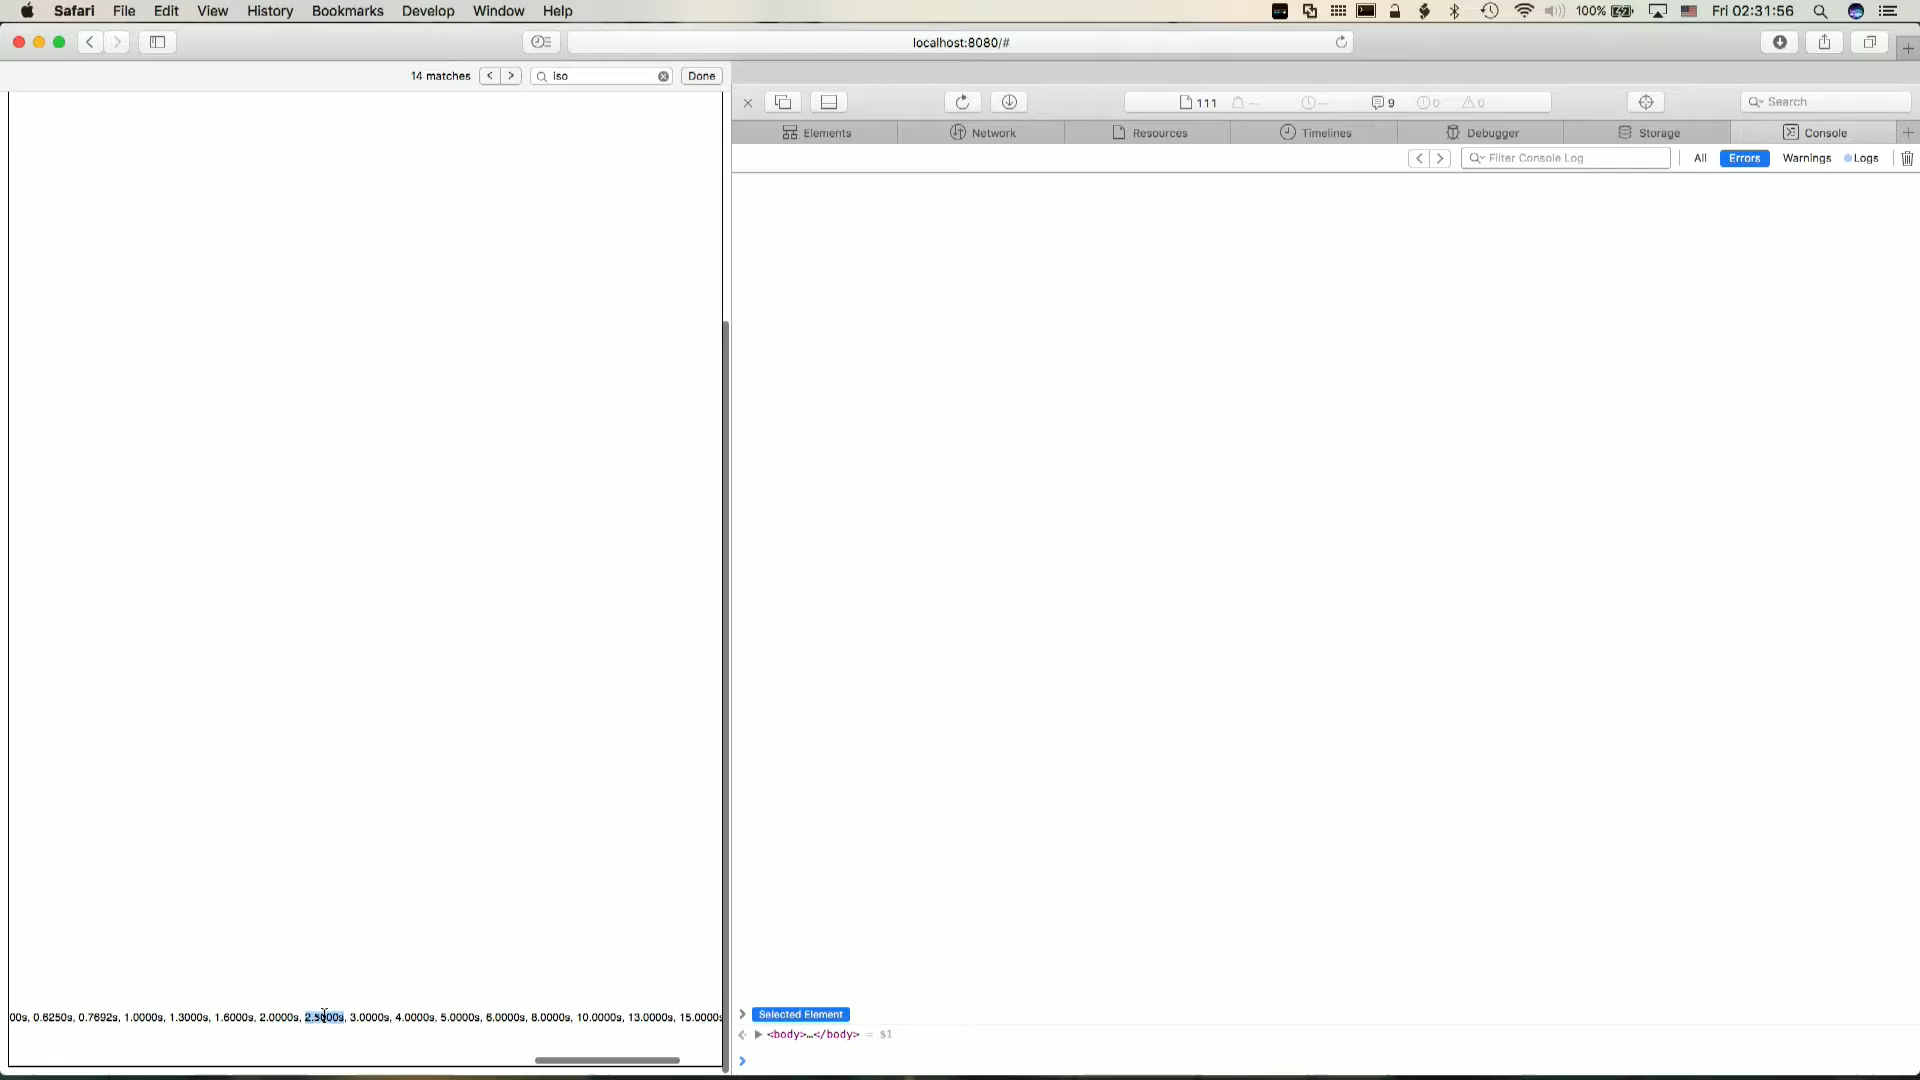 Safari File Edit View History Bookmarks Develop Window Help 100% Fri 02:31:56
localhost:8080/#
14 matches iso Done
111 — — 9 0 0 Search
Elements Network Resources Timelines Debugger Storage Console
Filter Console Log All Errors Warnings Logs
00s, 0.6250s, 0.7692s, 1.0000s, 1.3000s, 1.6000s, 2.0000s, 2.5000s, 3.0000s, 4.0000s, 5.0000s, 6.0000s, 8.0000s, 10.0000s, 13.0000s, 15.0000s
Selected Element
<body>…</body> = $1